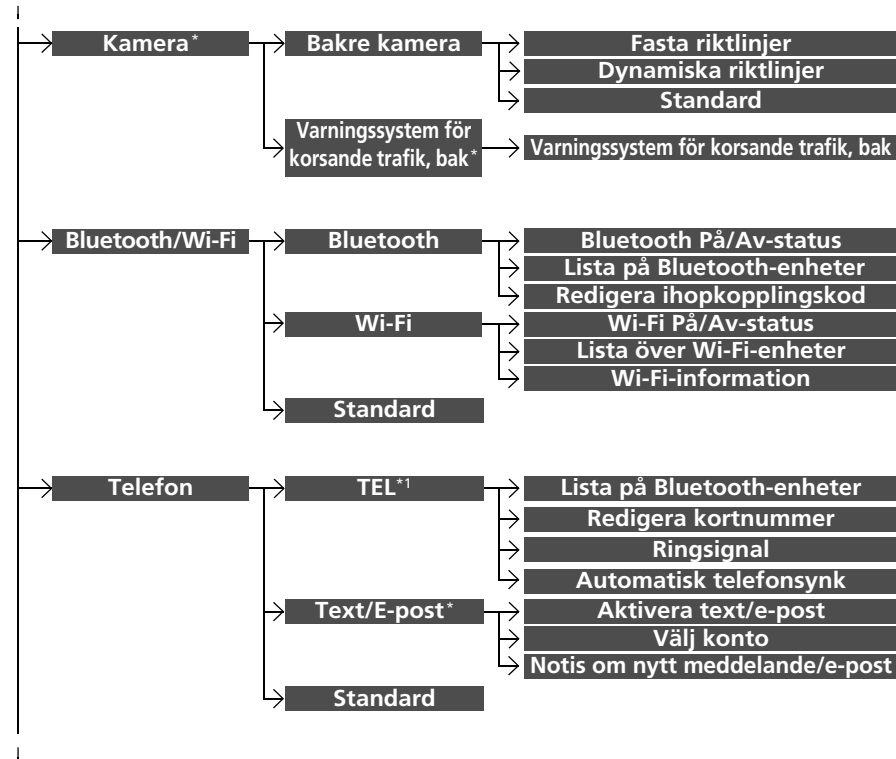 Kamera*
Bakre kamera
Fasta riktlinjer
Dynamiska riktlinjer
Standard
Varningssystem för
korsande trafik, bak*
Varningssystem för korsande trafik, bak
Bluetooth/Wi-Fi
Bluetooth
Bluetooth På/Av-status
Lista på Bluetooth-enheter
Redigera ihopkopplingskod
Wi-Fi
Wi-Fi På/Av-status
Lista över Wi-Fi-enheter
Wi-Fi-information
Standard
Telefon
TEL*1
Lista på Bluetooth-enheter
Redigera kortnummer
Ringsignal
Automatisk telefonsynk
Text/E-post*
Aktivera text/e-post
Välj konto
Notis om nytt meddelande/e-post
Standard